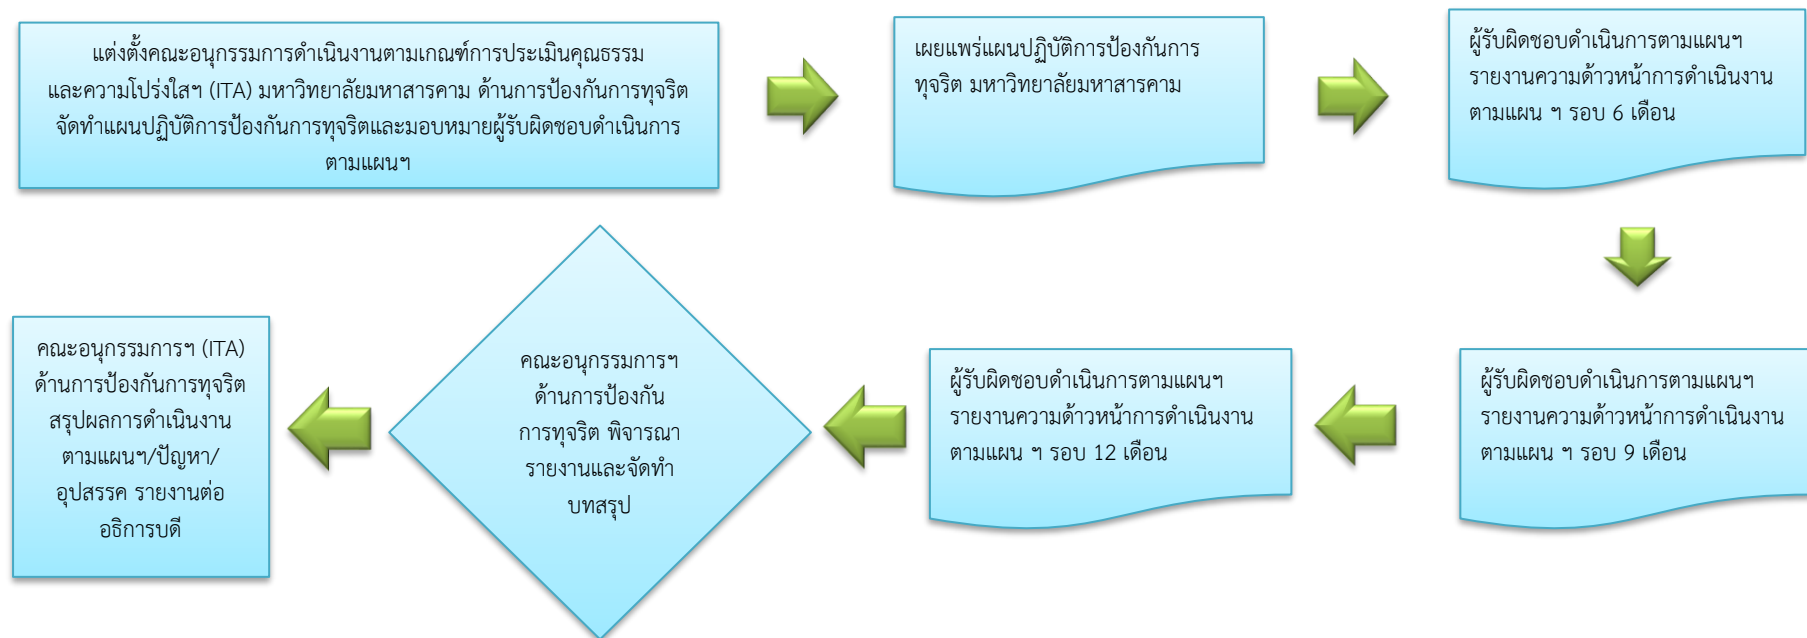 แต่งตั้งคณะอนุกรรมการดำเนินงานตามเกณฑ์การประเมินคุณธรรม
และความโปร่งใสฯ (ITA) มหาวิทยาลัยมหาสารคาม ด้านการป้องกันการทุจริต
จัดทำแผนปฏิบัติการป้องกันการทุจริตและมอบหมายผู้รับผิดชอบดำเนินการ
ตามแผนฯ
เผยแพร่แผนปฏิบัติการป้องกันการ
ทุจริต มหาวิทยาลัยมหาสารคาม
ผู้รับผิดชอบดำเนินการตามแผนฯ
รายงานความด้าวหน้าการดำเนินงาน
ตามแผน ฯ รอบ 6 เดือน
ผู้รับผิดชอบดำเนินการตามแผนฯ
รายงานความด้าวหน้าการดำเนินงาน
ตามแผน ฯ รอบ 9 เดือน
ผู้รับผิดชอบดำเนินการตามแผนฯ
รายงานความด้าวหน้าการดำเนินงาน
ตามแผน ฯ รอบ 12 เดือน
คณะอนุกรรมการฯ
ด้านการป้องกัน
การทุจริต พิจารณา
รายงานและจัดทำ
บทสรุป
คณะอนุกรรมการฯ (ITA)
ด้านการป้องกันการทุจริต
สรุปผลการดำเนินงาน
ตามแผนฯ/ปัญหา/
อุปสรรค รายงานต่อ
อธิการบดี